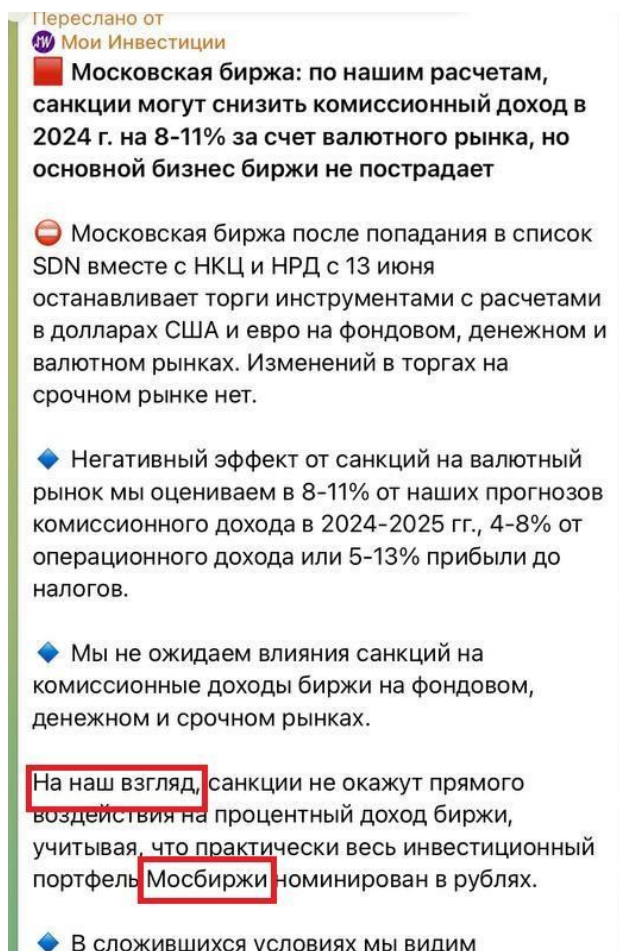 Переслано от
Мои Инвестиции
Московская биржа: по нашим расчетам,
санкции могут снизить комиссионный доход в
2024 г. на 8-11% за счет валютного рынка, но
основной бизнес биржи не пострадает
Московская биржа после попадания в список
SDN вместе с НКЦ и НРД с 13 июня
останавливает торги инструментами с расчетами
в долларах США и евро на фондовом, денежном и
валютном рынках. Изменений в торгах на
срочном рынке нет.
Негативный эффект от санкций на валютный
рынок мы оцениваем в 8-11% от наших прогнозов
комиссионного дохода в 2024-2025 гг., 4-8% от
операционного дохода или 5-13% прибыли до
налогов.
Мы не ожидаем влияния санкций на
комиссионные доходы биржи на фондовом,
денежном и срочном рынках.
На наш взгляд, санкции не окажут прямого
воздействия на процентный доход биржи,
учитывая, что практически весь инвестиционный
портфель Мосбиржи номинирован в рублях.
В сложившихся условиях мы видим